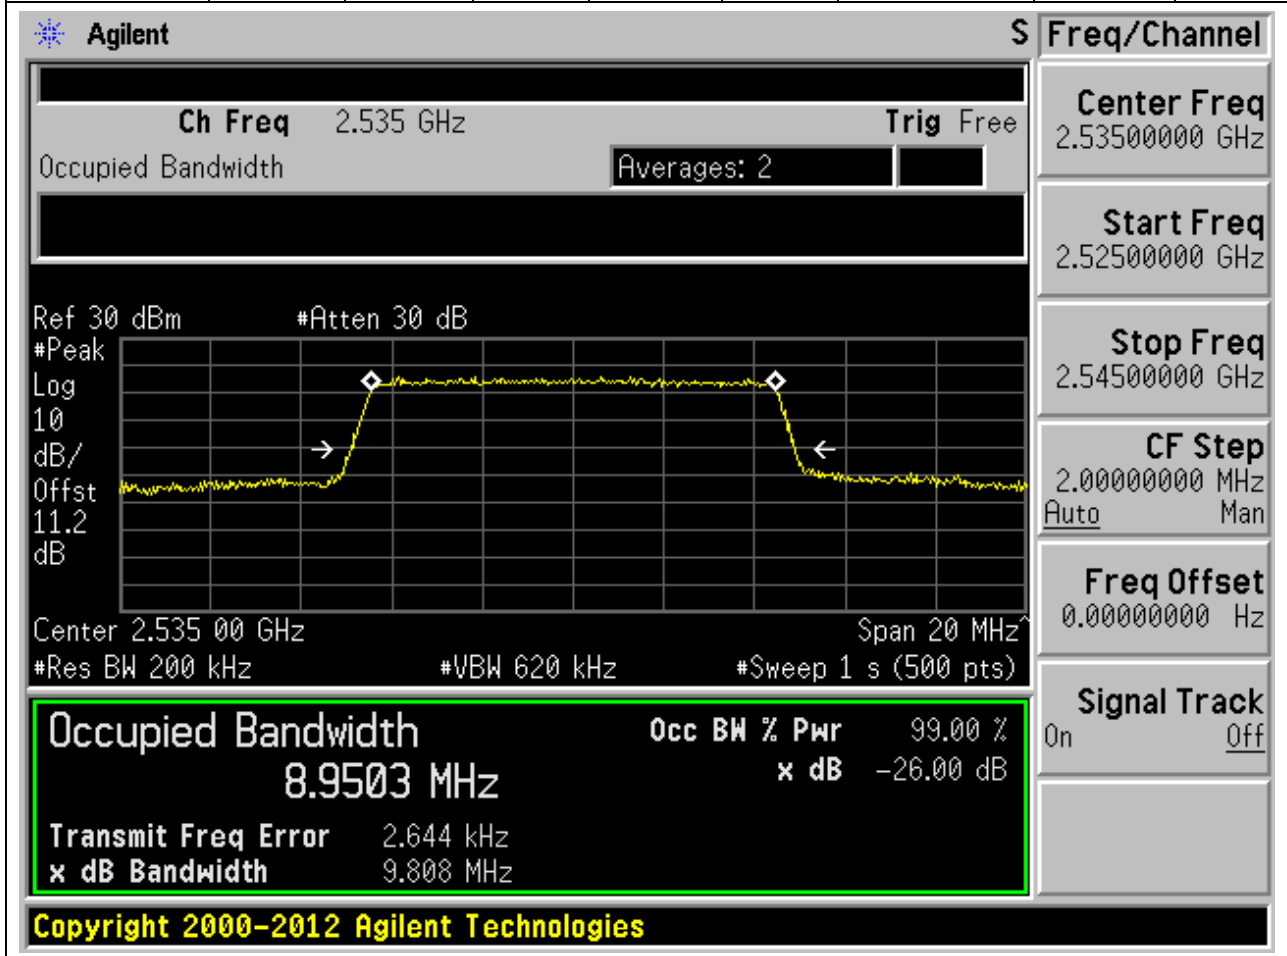 Agilent S Freq/Channel
Ch Freq 2.535 GHz Trig Free
Occupied Bandwidth Averages: 2
Center Freq
2.53500000 GHz
Start Freq
2.52500000 GHz
Stop Freq
2.54500000 GHz
CF Step
2.00000000 MHz
Auto Man
Freq Offset
0.00000000 Hz
Signal Track
On Off
Ref 30 dBm #Atten 30 dB
#Peak
Log
10
dB/
Offst
11.2
dB
Center 2.535 00 GHz Span 20 MHz^
#Res BW 200 kHz #VBW 620 kHz #Sweep 1 s (500 pts)
Occupied Bandwidth Occ BW % Pwr 99.00 %
8.9503 MHz x dB -26.00 dB
Transmit Freq Error 2.644 kHz
x dB Bandwidth 9.808 MHz
Copyright 2000-2012 Agilent Technologies